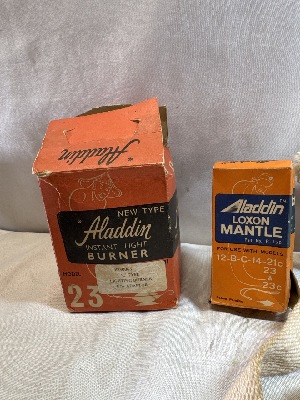 Aladdin
Aladdin
NEW TYPE
Aladdin
INSTANT LIGHT
BURNER
MODEL
23
Aladdin
LOXON
MANTLE
FOR USE WITH MODELS
12-B-C-14-21c
23
&
23c